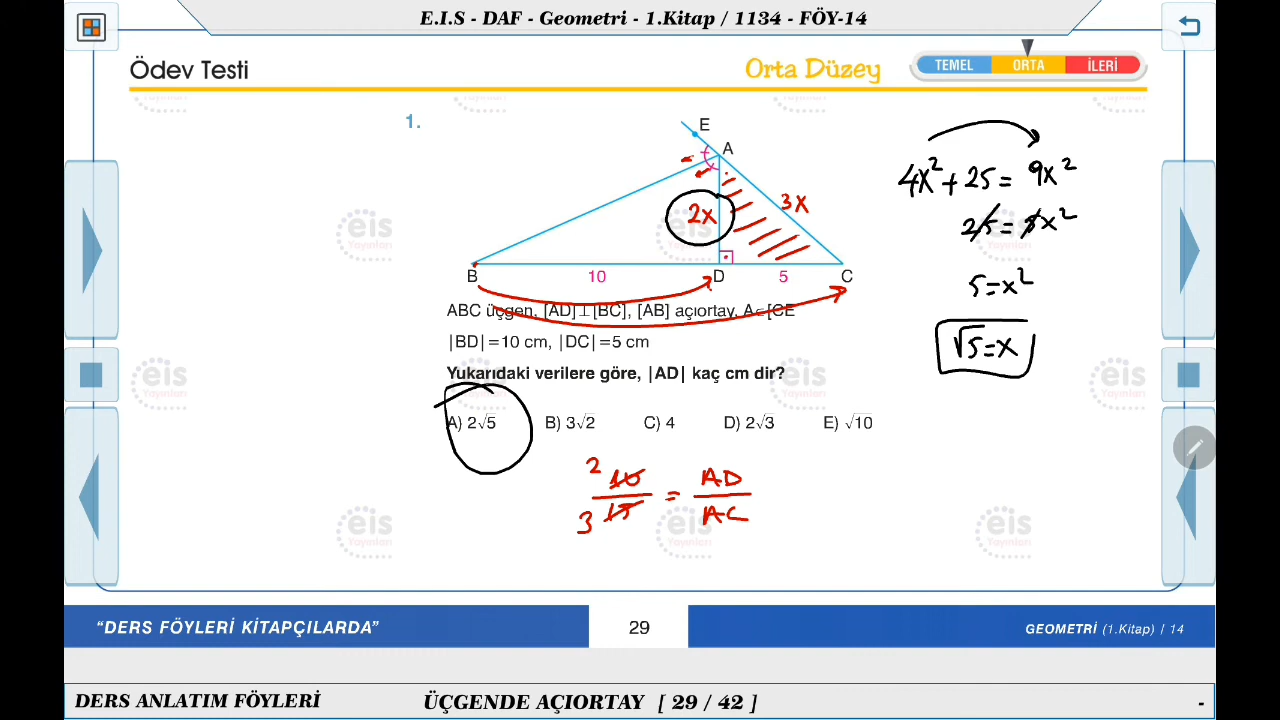 E.I.S - DAF - Geometri - 1.Kitap / 1134 - FÖY-14
Ödev Testi
Orta Düzey
TEMEL ORTA İLERİ
1.
E
A
2x
3x
B 10 D 5 C
ABC üçgen, [AD]⊥[BC], [AB] açıortay, A∈[CE
|BD|=10 cm, |DC|=5 cm
Yukarıdaki verilere göre, |AD| kaç cm dir?
A) 2√5 B) 3√2 C) 4 D) 2√3 E) √10
2 10 / 3 15 = AD / AC
4x²+25=9x²
25=5x²
5=x²
√5=x
eis Yayınları
"DERS FÖYLERİ KİTAPÇILARDA"
29
GEOMETRİ (1.Kitap) / 14
DERS ANLATIM FÖYLERİ
ÜÇGENDE AÇIORTAY [ 29 / 42 ]
-